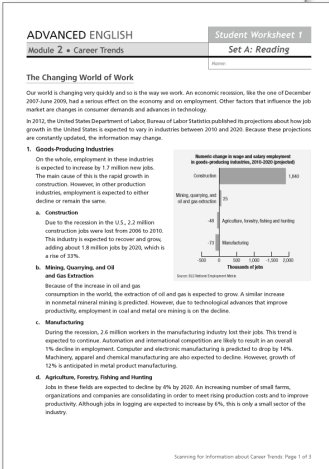 ADVANCED ENGLISH
Student Worksheet 1
Module 2 • Career Trends
Set A: Reading
Name:
The Changing World of Work
Our world is changing very quickly and so is the way we work. An economic recession, like the one of December
2007-June 2009, had a serious effect on the economy and on employment. Other factors that influence the job
market are changes in consumer demands and advances in technology.
In 2012, the United States Department of Labor, Bureau of Labor Statistics published its projections about how job
growth in the United States is expected to vary in industries between 2010 and 2020. Because these projections
are constantly updated, the information may change.
1. Goods-Producing Industries
On the whole, employment in these industries
is expected to increase by 1.7 million new jobs.
The main cause of this is the rapid growth in
construction. However, in other production
industries, employment is expected to either
decline or remain the same.
a. Construction
Due to the recession in the U.S., 2.2 million
construction jobs were lost from 2006 to 2010.
This industry is expected to recover and grow,
adding about 1.8 million jobs by 2020, which is
a rise of 33%.
b. Mining, Quarrying, and Oil
and Gas Extraction
Because of the increase in oil and gas
consumption in the world, the extraction of oil and gas is expected to grow. A similar increase
in nonmetal mineral mining is predicted. However, due to technological advances that improve
productivity, employment in coal and metal ore mining is on the decline.
c. Manufacturing
During the recession, 2.6 million workers in the manufacturing industry lost their jobs. This trend is
expected to continue. Automation and international competition are likely to result in an overall
1% decline in employment. Computer and electronic manufacturing is predicted to drop by 14%.
Machinery, apparel and chemical manufacturing are also expected to decline. However, growth of
12% is anticipated in metal product manufacturing.
d. Agriculture, Forestry, Fishing and Hunting
Jobs in these fields are expected to decline by 4% by 2020. An increasing number of small farms,
organizations and companies are consolidating in order to meet rising production costs and to improve
productivity. Although jobs in logging are expected to increase by 6%, this is only a small sector of the
industry.
Numeric change in wage and salary employment
in goods-producing industries, 2010-2020 (projected)
Construction 1,840
Mining, quarrying, and
oil and gas extraction 25
-49 Agriculture, forestry, fishing and hunting
-73 Manufacturing
-500 0 500 1,000 -1,500 2,000
Thousands of jobs
Source: BLS National Employment Matrix
Scanning for Information about Career Trends Page 1 of 3